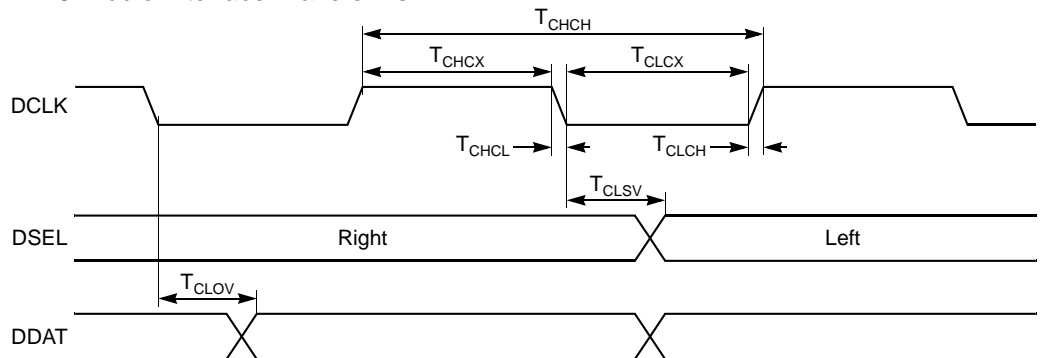 TCHCH
TCHCX
TCLCX
DCLK
TCHCL
TCLCH
TCLSV
DSEL
Right
Left
TCLOV
DDAT